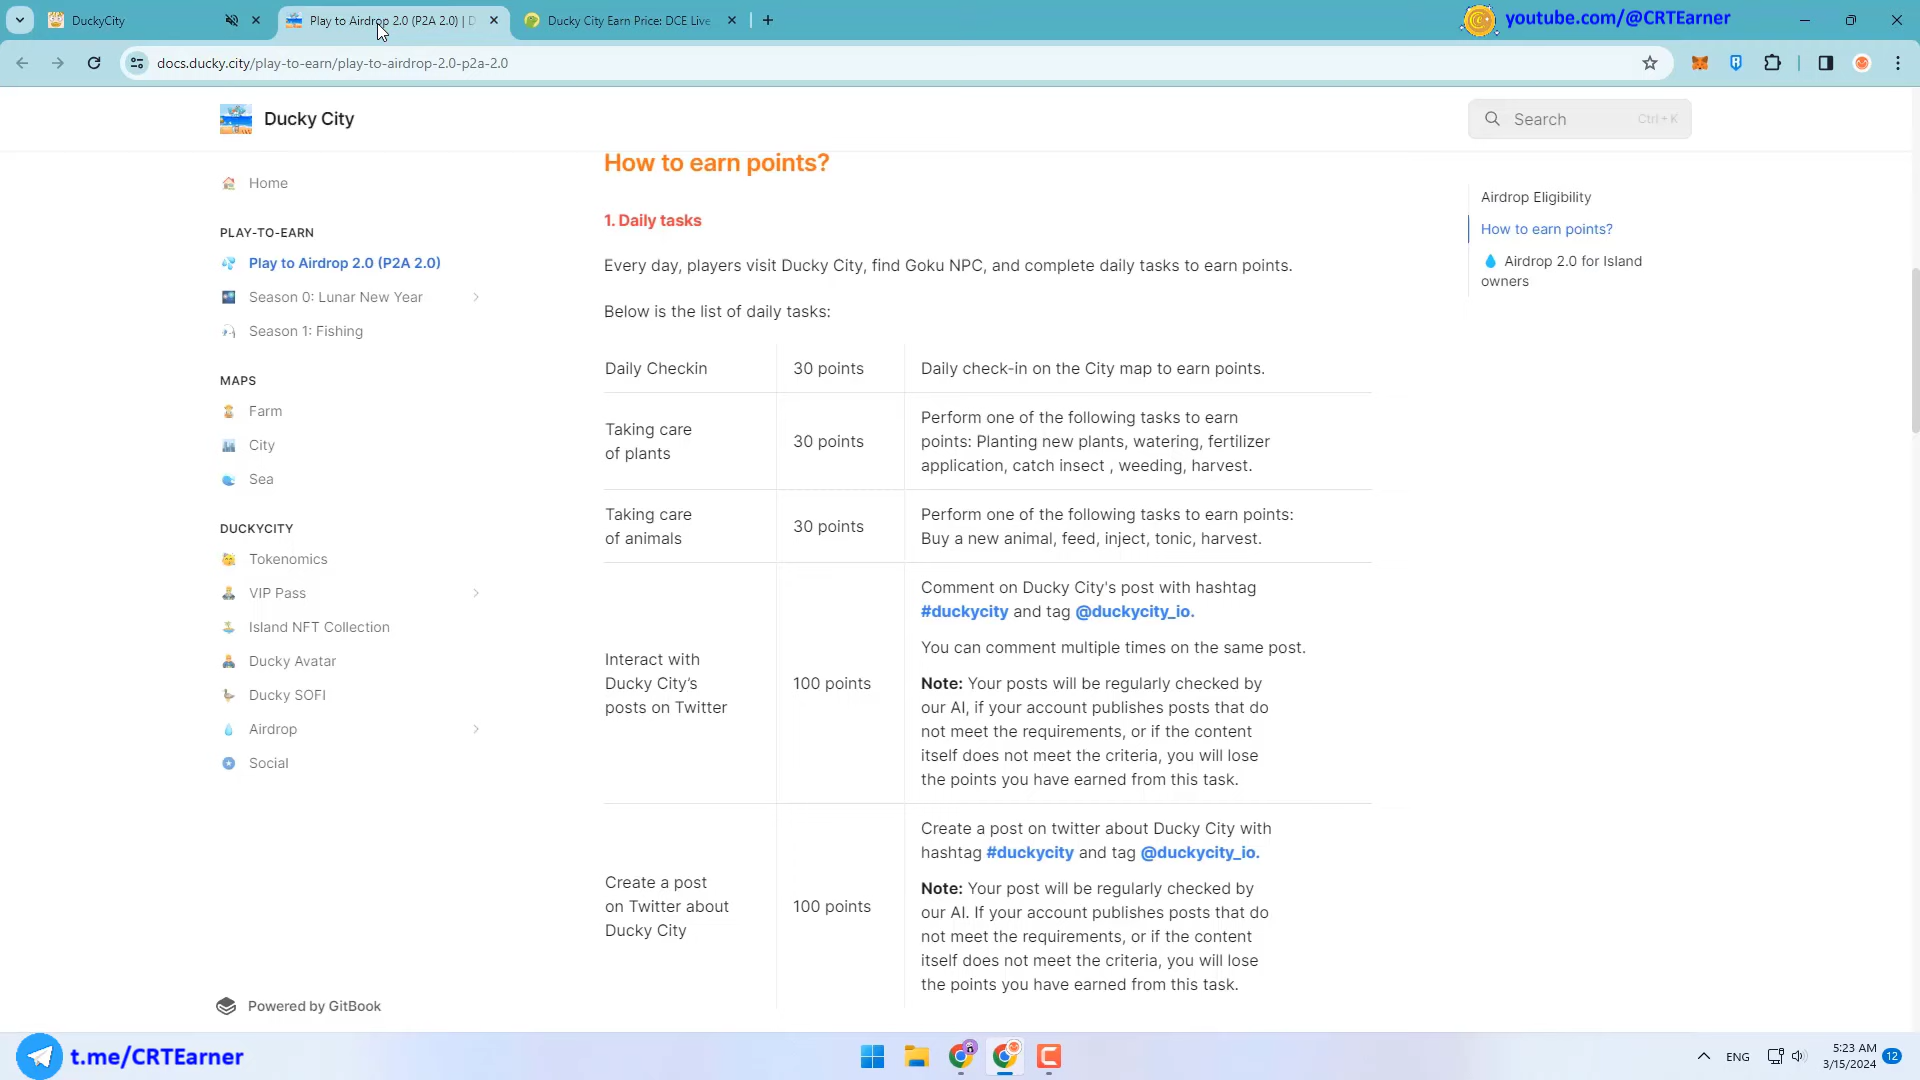 DuckyCity
Play to Airdrop 2.0 (P2A 2.0) | D
Ducky City Earn Price: DCE Live
youtube.com/@CRTEarner
docs.ducky.city/play-to-earn/play-to-airdrop-2.0-p2a-2.0
Ducky City
Search
Ctrl + K
Home
PLAY-TO-EARN
Play to Airdrop 2.0 (P2A 2.0)
Season 0: Lunar New Year
Season 1: Fishing
MAPS
Farm
City
Sea
DUCKYCITY
Tokenomics
VIP Pass
Island NFT Collection
Ducky Avatar
Ducky SOFI
Airdrop
Social
Powered by GitBook
How to earn points?
1. Daily tasks
Every day, players visit Ducky City, find Goku NPC, and complete daily tasks to earn points.
Below is the list of daily tasks:
Daily Checkin
30 points
Daily check-in on the City map to earn points.
Taking care
of plants
30 points
Perform one of the following tasks to earn
points: Planting new plants, watering, fertilizer
application, catch insect , weeding, harvest.
Taking care
of animals
30 points
Perform one of the following tasks to earn points:
Buy a new animal, feed, inject, tonic, harvest.
Interact with
Ducky City’s
posts on Twitter
100 points
Comment on Ducky City's post with hashtag
#duckycity and tag @duckycity_io.
You can comment multiple times on the same post.
Note: Your posts will be regularly checked by
our AI, if your account publishes posts that do
not meet the requirements, or if the content
itself does not meet the criteria, you will lose
the points you have earned from this task.
Create a post
on Twitter about
Ducky City
100 points
Create a post on twitter about Ducky City with
hashtag #duckycity and tag @duckycity_io.
Note: Your post will be regularly checked by
our AI. If your account publishes posts that do
not meet the requirements, or if the content
itself does not meet the criteria, you will lose
the points you have earned from this task.
Airdrop Eligibility
How to earn points?
Airdrop 2.0 for Island
owners
t.me/CRTEarner
ENG
5:23 AM
3/15/2024
12